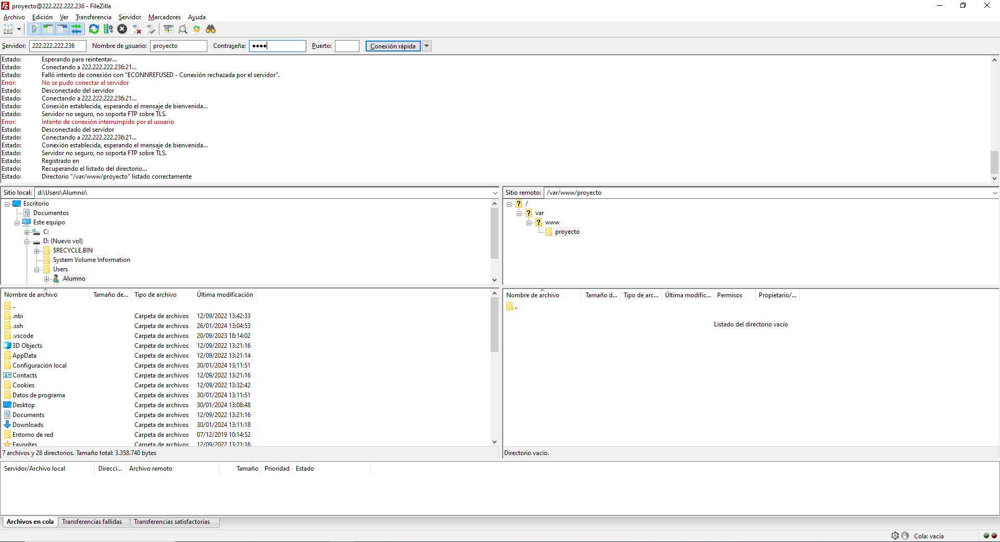 proyecto@222.222.222.236 - FileZilla
Archivo Edición Ver Transferencia Servidor Marcadores Ayuda
Servidor: 222.222.222.236 Nombre de usuario: proyecto Contraseña: ●●●● Puerto: Conexión rápida
Estado: Esperando para reintentar...
Estado: Conectando a 222.222.222.236:21...
Estado: Falló intento de conexión con "ECONNREFUSED - Conexión rechazada por el servidor".
Error: No se pudo conectar al servidor
Estado: Desconectado del servidor
Estado: Conectando a 222.222.222.236:21...
Estado: Conexión establecida, esperando el mensaje de bienvenida...
Estado: Servidor no seguro, no soporta FTP sobre TLS.
Error: Intento de conexión interrumpido por el usuario
Estado: Desconectado del servidor
Estado: Conectando a 222.222.222.236:21...
Estado: Conexión establecida, esperando el mensaje de bienvenida...
Estado: Servidor no seguro, no soporta FTP sobre TLS.
Estado: Registrado en
Estado: Recuperando el listado del directorio...
Estado: Directorio "/var/www/proyecto" listado correctamente
Sitio local: d:\Users\Alumno\
Escritorio
Documentos
Este equipo
C:
D: (Nuevo vol)
$RECYCLE.BIN
System Volume Information
Users
Alumno
Nombre de archivo Tamaño de... Tipo de archivo Última modificación
..
.nbi Carpeta de archivos 12/09/2022 13:42:33
.ssh Carpeta de archivos 26/01/2024 13:04:53
.vscode Carpeta de archivos 20/09/2023 18:14:02
3D Objects Carpeta de archivos 12/09/2022 13:21:16
AppData Carpeta de archivos 12/09/2022 13:21:14
Configuración local Carpeta de archivos 30/01/2024 13:11:51
Contacts Carpeta de archivos 12/09/2022 13:21:16
Cookies Carpeta de archivos 12/09/2022 13:32:42
Datos de programa Carpeta de archivos 30/01/2024 13:11:51
Desktop Carpeta de archivos 30/01/2024 13:08:48
Documents Carpeta de archivos 12/09/2022 13:21:16
Downloads Carpeta de archivos 30/01/2024 13:11:18
Entorno de red Carpeta de archivos 07/12/2019 10:14:52
Favorites Carpeta de archivos 12/09/2022 13:21:16
7 archivos y 28 directorios. Tamaño total: 3.358.740 bytes
Sitio remoto: /var/www/proyecto
/
var
www
proyecto
Nombre de archivo Tamaño d... Tipo de arc... Última modific... Permisos Propietario/...
..
Listado del directorio vacío
Directorio vacío.
Servidor/Archivo local Direcci... Archivo remoto Tamaño Prioridad Estado
Archivos en cola Transferencias fallidas Transferencias satisfactorias
Cola: vacía